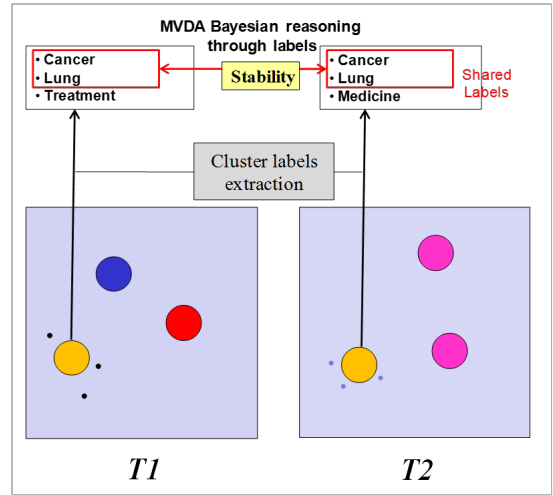 MVDA Bayesian reasoning
through labels
• Cancer
• Lung
• Treatment
Stability
• Cancer
• Lung
• Medicine
Shared
Labels
Cluster labels
extraction
T1
T2